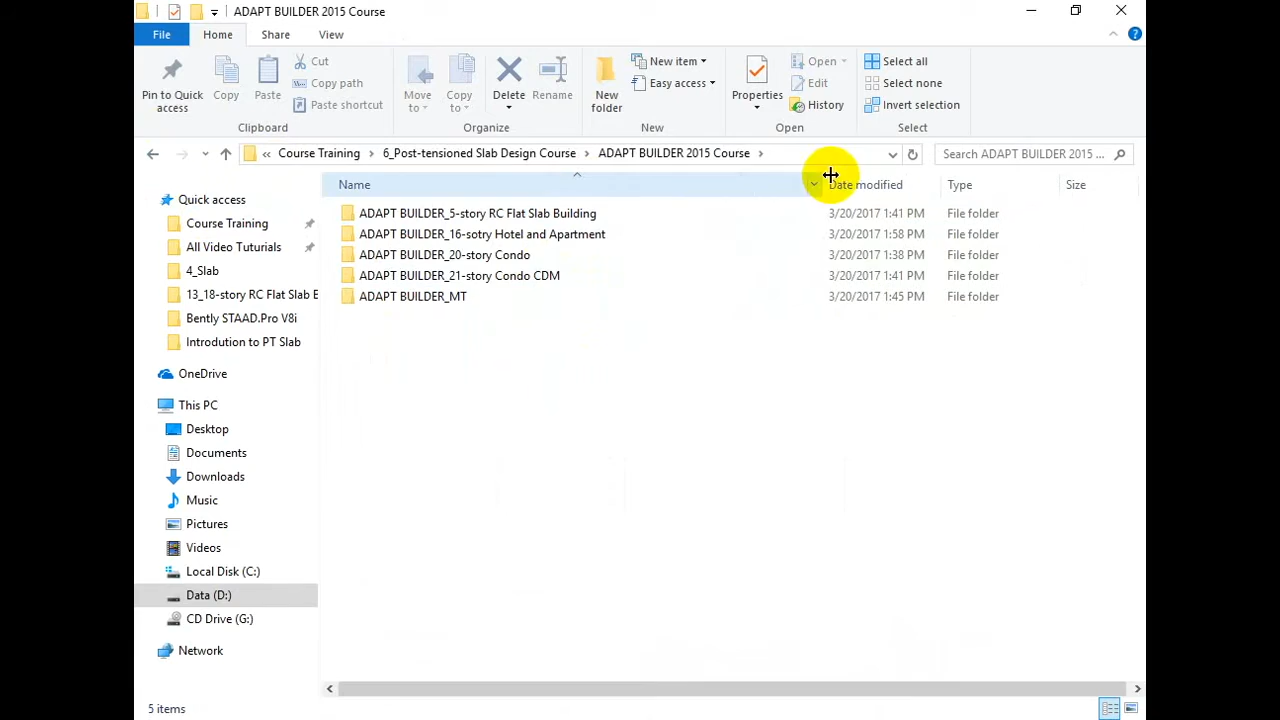 ADAPT BUILDER 2015 Course
File Home Share View
Pin to Quick access
Copy
Paste
Cut
Copy path
Paste shortcut
Clipboard
Move to
Copy to
Delete
Rename
Organize
New folder
New item
Easy access
New
Properties
Open
Edit
History
Open
Select all
Select none
Invert selection
Select
« Course Training › 6_Post-tensioned Slab Design Course › ADAPT BUILDER 2015 Course ›
Search ADAPT BUILDER 2015 ...
Name Date modified Type Size
ADAPT BUILDER_5-story RC Flat Slab Building 3/20/2017 1:41 PM File folder
ADAPT BUILDER_16-sotry Hotel and Apartment 3/20/2017 1:58 PM File folder
ADAPT BUILDER_20-story Condo 3/20/2017 1:38 PM File folder
ADAPT BUILDER_21-story Condo CDM 3/20/2017 1:41 PM File folder
ADAPT BUILDER_MT 3/20/2017 1:45 PM File folder
Quick access
Course Training
All Video Tuturials
4_Slab
13_18-story RC Flat Slab E
Bently STAAD.Pro V8i
Introdution to PT Slab
OneDrive
This PC
Desktop
Documents
Downloads
Music
Pictures
Videos
Local Disk (C:)
Data (D:)
CD Drive (G:)
Network
5 items